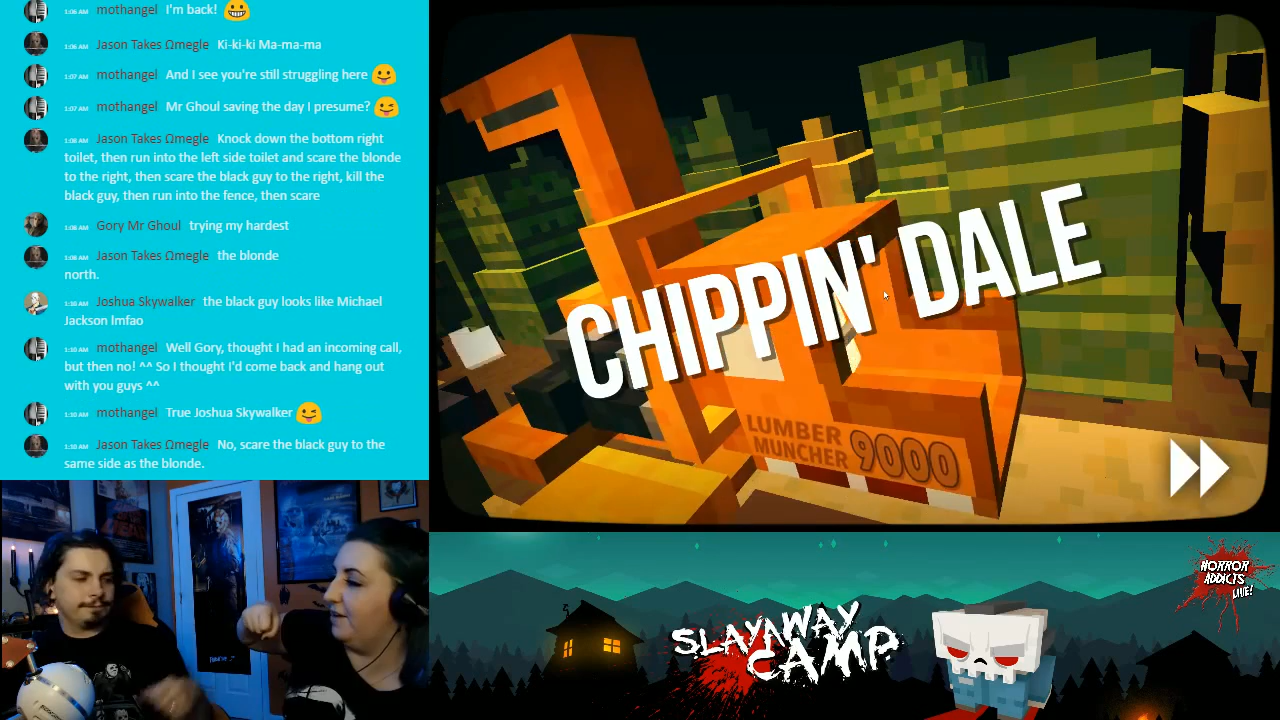 1:06 AM mothangel I'm back! 😀
1:06 AM Jason Takes Ωmegle Ki-ki-ki Ma-ma-ma
1:07 AM mothangel And I see you're still struggling here 😛
1:07 AM mothangel Mr Ghoul saving the day I presume? 😜
1:08 AM Jason Takes Ωmegle Knock down the bottom right
toilet, then run into the left side toilet and scare the blonde
to the right, then scare the black guy to the right, kill the
black guy, then run into the fence, then scare
1:08 AM Gory Mr Ghoul trying my hardest
1:08 AM Jason Takes Ωmegle the blonde
north.
1:10 AM Joshua Skywalker the black guy looks like Michael
Jackson lmfao
1:10 AM mothangel Well Gory, thought I had an incoming call,
but then no! ^^ So I thought I'd come back and hang out
with you guys ^^
1:10 AM mothangel True Joshua Skywalker 😜
1:10 AM Jason Takes Ωmegle No, scare the black guy to the
same side as the blonde.
CHIPPIN' DALE
LUMBER
MUNCHER 9000
SLAYAWAY
CAMP
HORROR
ADDICTS
LIVE!